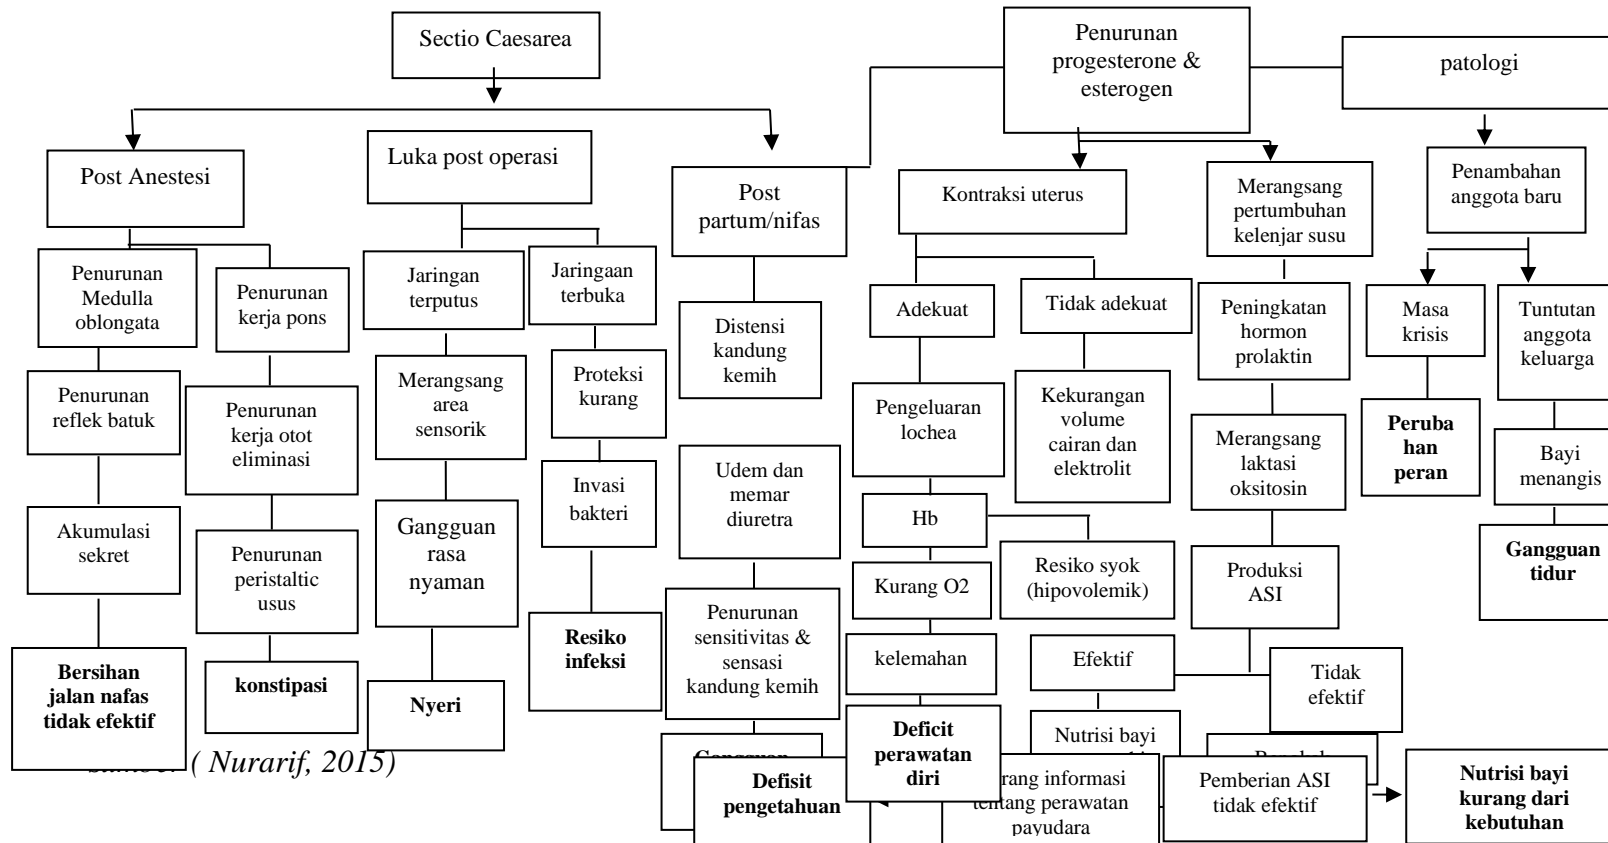 Sectio Caesarea
Penurunan
progesterone &
esterogen
patologi
Post Anestesi
Luka post operasi
Post
partum/nifas
Kontraksi uterus
Merangsang
pertumbuhan
kelenjar susu
Penambahan
anggota baru
Penurunan
Medulla
oblongata
Penurunan
kerja pons
Jaringan
terputus
Jaringaan
terbuka
Distensi
kandung
kemih
Adekuat
Tidak adekuat
Peningkatan
hormon
prolaktin
Masa
krisis
Tuntutan
anggota
keluarga
Penurunan
reflek batuk
Penurunan
kerja otot
eliminasi
Merangsang
area
sensorik
Proteksi
kurang
Pengeluaran
lochea
Kekurangan
volume
cairan dan
elektrolit
Merangsang
laktasi
oksitosin
Peruba
han
peran
Bayi
menangis
Akumulasi
sekret
Penurunan
peristaltic
usus
Gangguan
rasa
nyaman
Invasi
bakteri
Udem dan
memar
diuretra
Hb
Resiko syok
(hipovolemik)
Produksi
ASI
Gangguan
tidur
Kurang O2
Penurunan
sensitivitas &
sensasi
kandung kemih
Resiko
infeksi
kelemahan
Efektif
Tidak
efektif
Bersihan
jalan nafas
tidak efektif
konstipasi
Nyeri
Deficit
perawatan
diri
Nutrisi bayi
( Nurarif, 2015)
Defisit
pengetahuan
informasi
tentang perawatan
payudara
Pemberian ASI
tidak efektif
Nutrisi bayi
kurang dari
kebutuhan